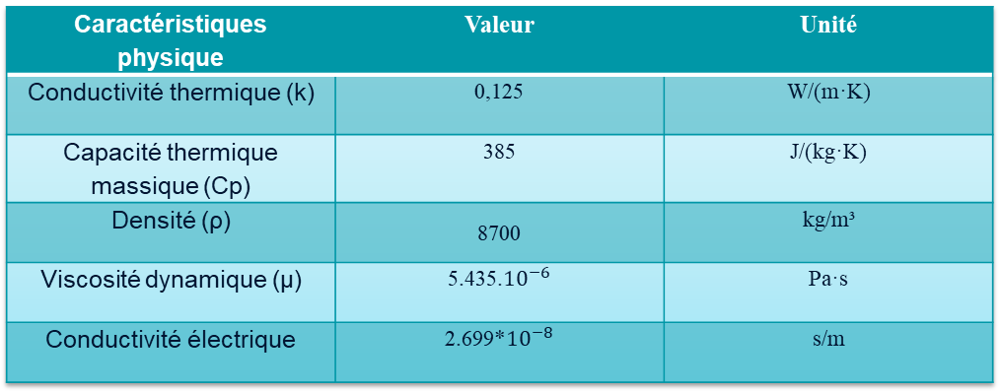 Caractéristiques Valeur Unité
physique
Conductivité thermique (k) 0,125 W/(m·K)
Capacité thermique 385 J/(kg·K)
massique (Cp)
Densité (ρ) 8700 kg/m³
Viscosité dynamique (μ) 5.435.10⁻⁶ Pa·s
Conductivité électrique 2.699*10⁻⁸ s/m